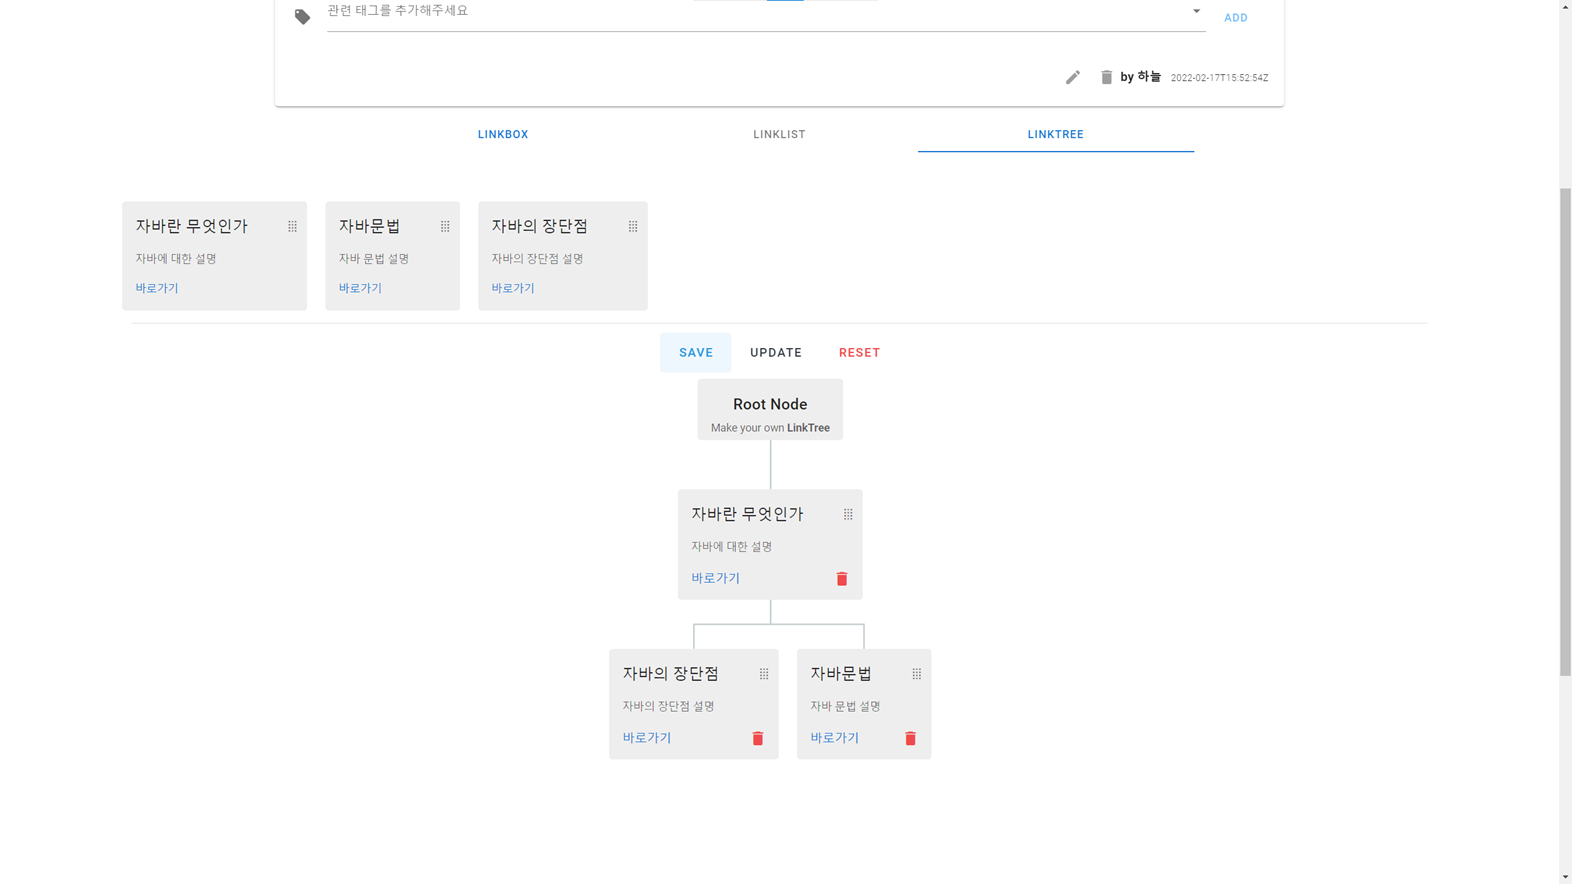 관련 태그를 추가해주세요
ADD
by 하늘 2022-02-17T15:52:54Z
LINKBOX
LINKLIST
LINKTREE
자바란 무엇인가
자바에 대한 설명
바로가기
자바문법
자바 문법 설명
바로가기
자바의 장단점
자바의 장단점 설명
바로가기
SAVE
UPDATE
RESET
Root Node
Make your own LinkTree
자바란 무엇인가
자바에 대한 설명
바로가기
자바의 장단점
자바의 장단점 설명
바로가기
자바문법
자바 문법 설명
바로가기